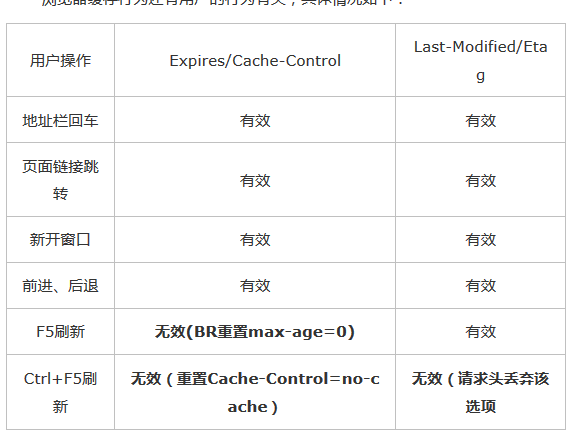 浏览器缓存行为还有用户的行为有关，具体情况如下：
用户操作
Expires/Cache-Control
Last-Modified/Eta
g
地址栏回车
有效
有效
页面链接跳
转
有效
有效
新开窗口
有效
有效
前进、后退
有效
有效
F5刷新
无效(BR重置max-age=0)
有效
Ctrl+F5刷
新
无效（重置Cache-Control=no-c
ache）
无效（请求头丢弃该
选项